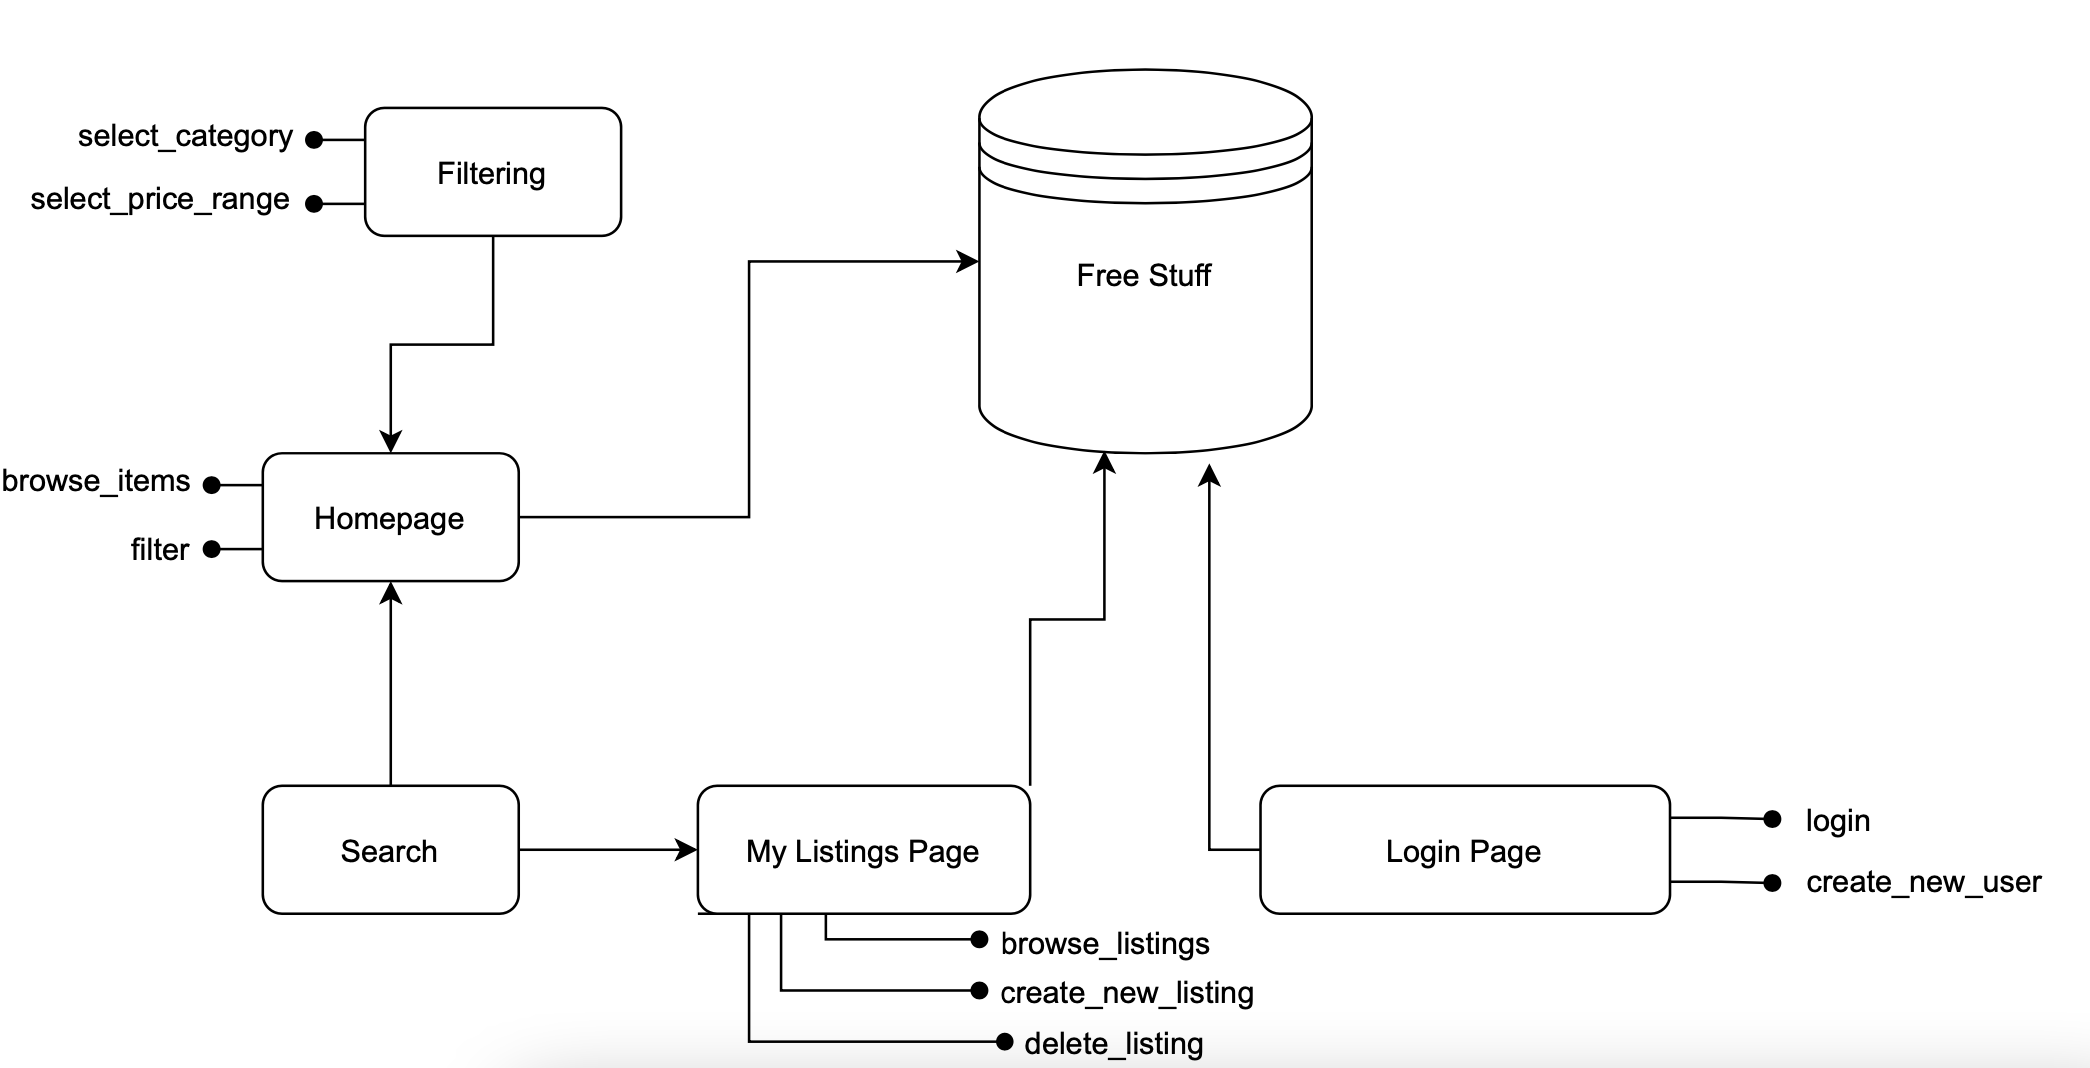 select_category
select_price_range
Filtering
Free Stuff
browse_items
filter
Homepage
Search
My Listings Page
Login Page
login
create_new_user
browse_listings
create_new_listing
delete_listing